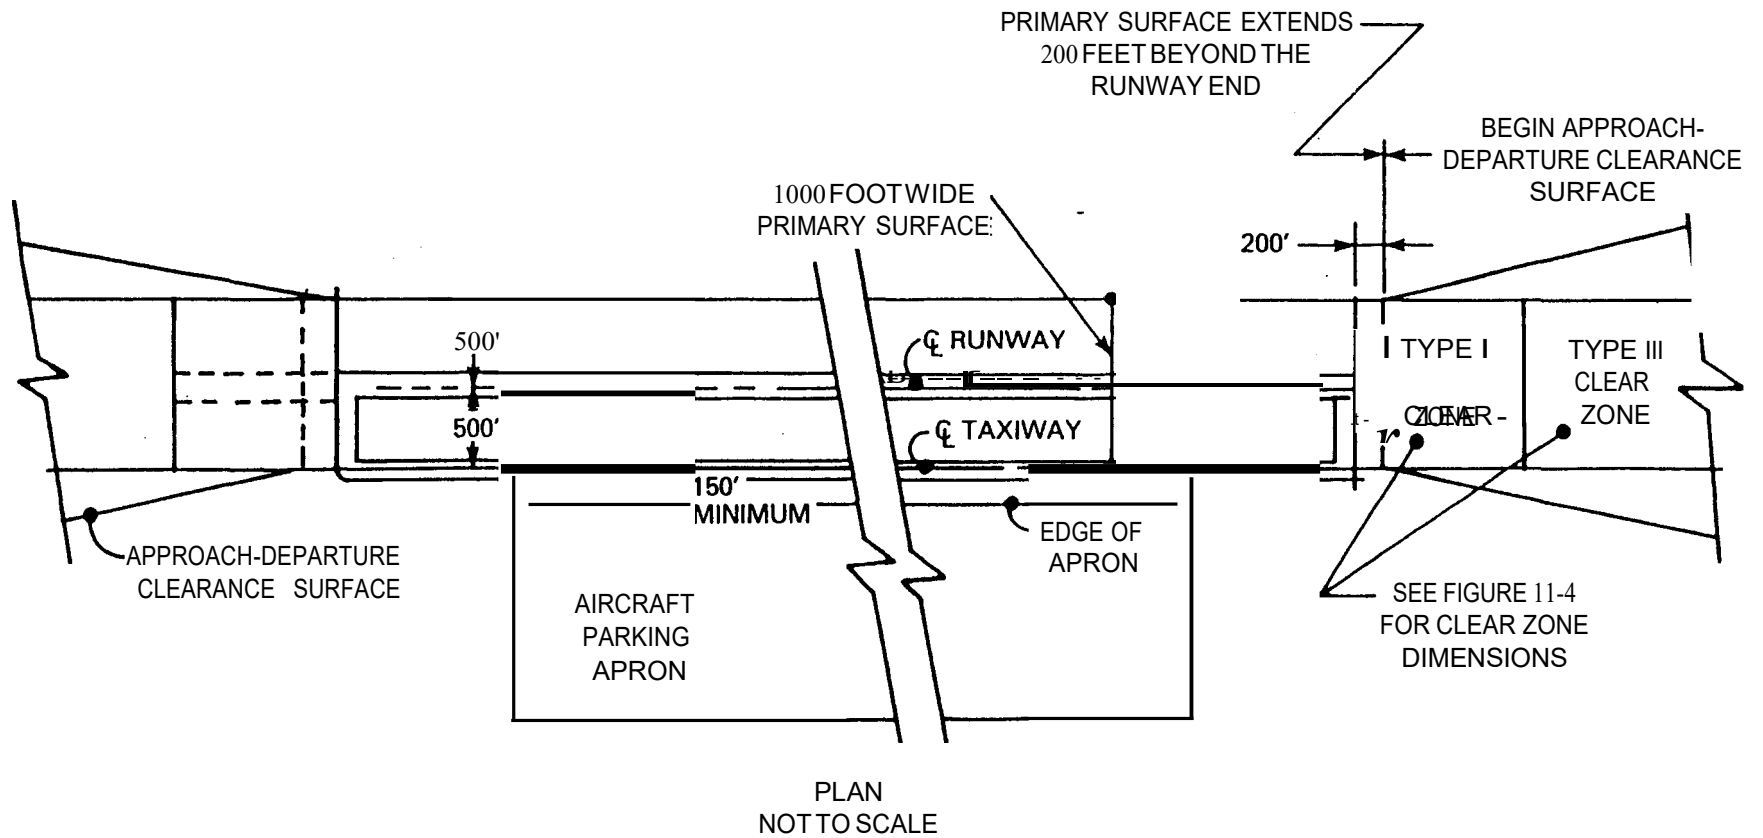 PRIMARY SURFACE EXTENDS
200 FEET BEYOND THE
RUNWAY END
BEGIN APPROACH-
DEPARTURE CLEARANCE
SURFACE
1000 FOOT WIDE
PRIMARY SURFACE
200'
500'
℄ RUNWAY
TYPE I
CLEAR
ZONE
TYPE III
CLEAR
ZONE
500'
℄ TAXIWAY
150'
MINIMUM
EDGE OF
APRON
APPROACH-DEPARTURE
CLEARANCE SURFACE
AIRCRAFT
PARKING
APRON
SEE FIGURE 11-4
FOR CLEAR ZONE
DIMENSIONS
PLAN
NOT TO SCALE